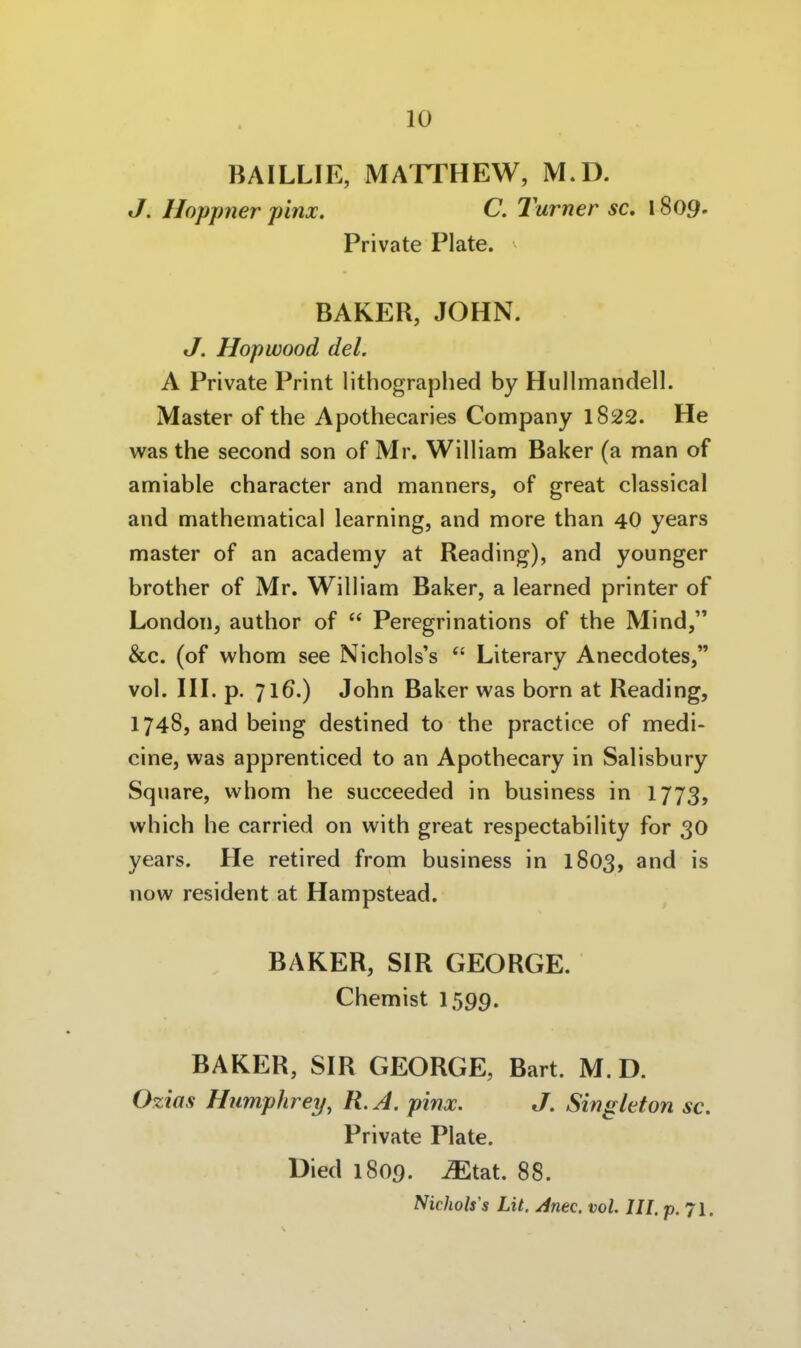 10
BAILLIE, MATTHEW, M.D.
J. Hoppner pinx. C. Turner sc. 1809.
Private Plate.
BAKER, JOHN.
J. Hopwood del.
A Private Print lithographed by Hullmandell.
Master of the Apothecaries Company 1822. He
was the second son of Mr. William Baker (a man of
amiable character and manners, of great classical
and mathematical learning, and more than 40 years
master of an academy at Reading), and younger
brother of Mr. William Baker, a learned printer of
London, author of “ Peregrinations of the Mind,”
&c. (of whom see Nichols’s “ Literary Anecdotes,”
vol. III. p. 716.) John Baker was born at Reading,
1748, and being destined to the practice of medi-
cine, was apprenticed to an Apothecary in Salisbury
Square, whom he succeeded in business in 1773,
which he carried on with great respectability for 30
years. He retired from business in 1803, and is
now resident at Hampstead.
BAKER, SIR GEORGE.
Chemist 1599.
BAKER, SIR GEORGE, Bart. M.D.
Ozias Humphrey, R.A. pinx. J. Singleton sc.
Private Plate.
Died 1809. Ætat. 88.
Nichols's Lit. Anec. vol. III. p. 71.